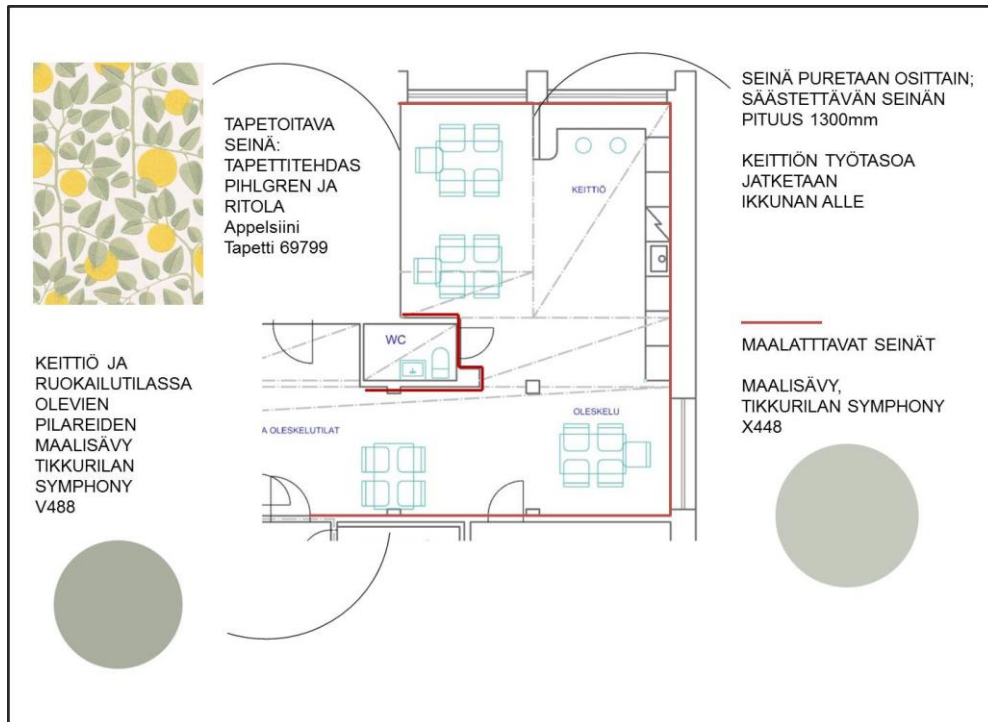 TAPETOITAVA
SEINÄ:
TAPETTITEHDAS
PIHLGREN JA
RITOLA
Appelsiini
Tapetti 69799
SEINÄ PURETAAN OSITTAIN;
SÄÄSTETTÄVÄN SEINÄN
PITUUS 1300mm
KEITTIÖN TYÖTASOA
JATKETAAN
IKKUNAN ALLE
KEITTIÖ
WC
KEITTIÖ JA
RUOKAILUTILASSA
OLEVIEN
PILAREIDEN
MAALISÄVY
TIKKURILAN
SYMPHONY
V488
MAALATTTAVAT SEINÄT
MAALISÄVY,
TIKKURILAN SYMPHONY
X448
OLESKELU
A OLESKELUTILAT